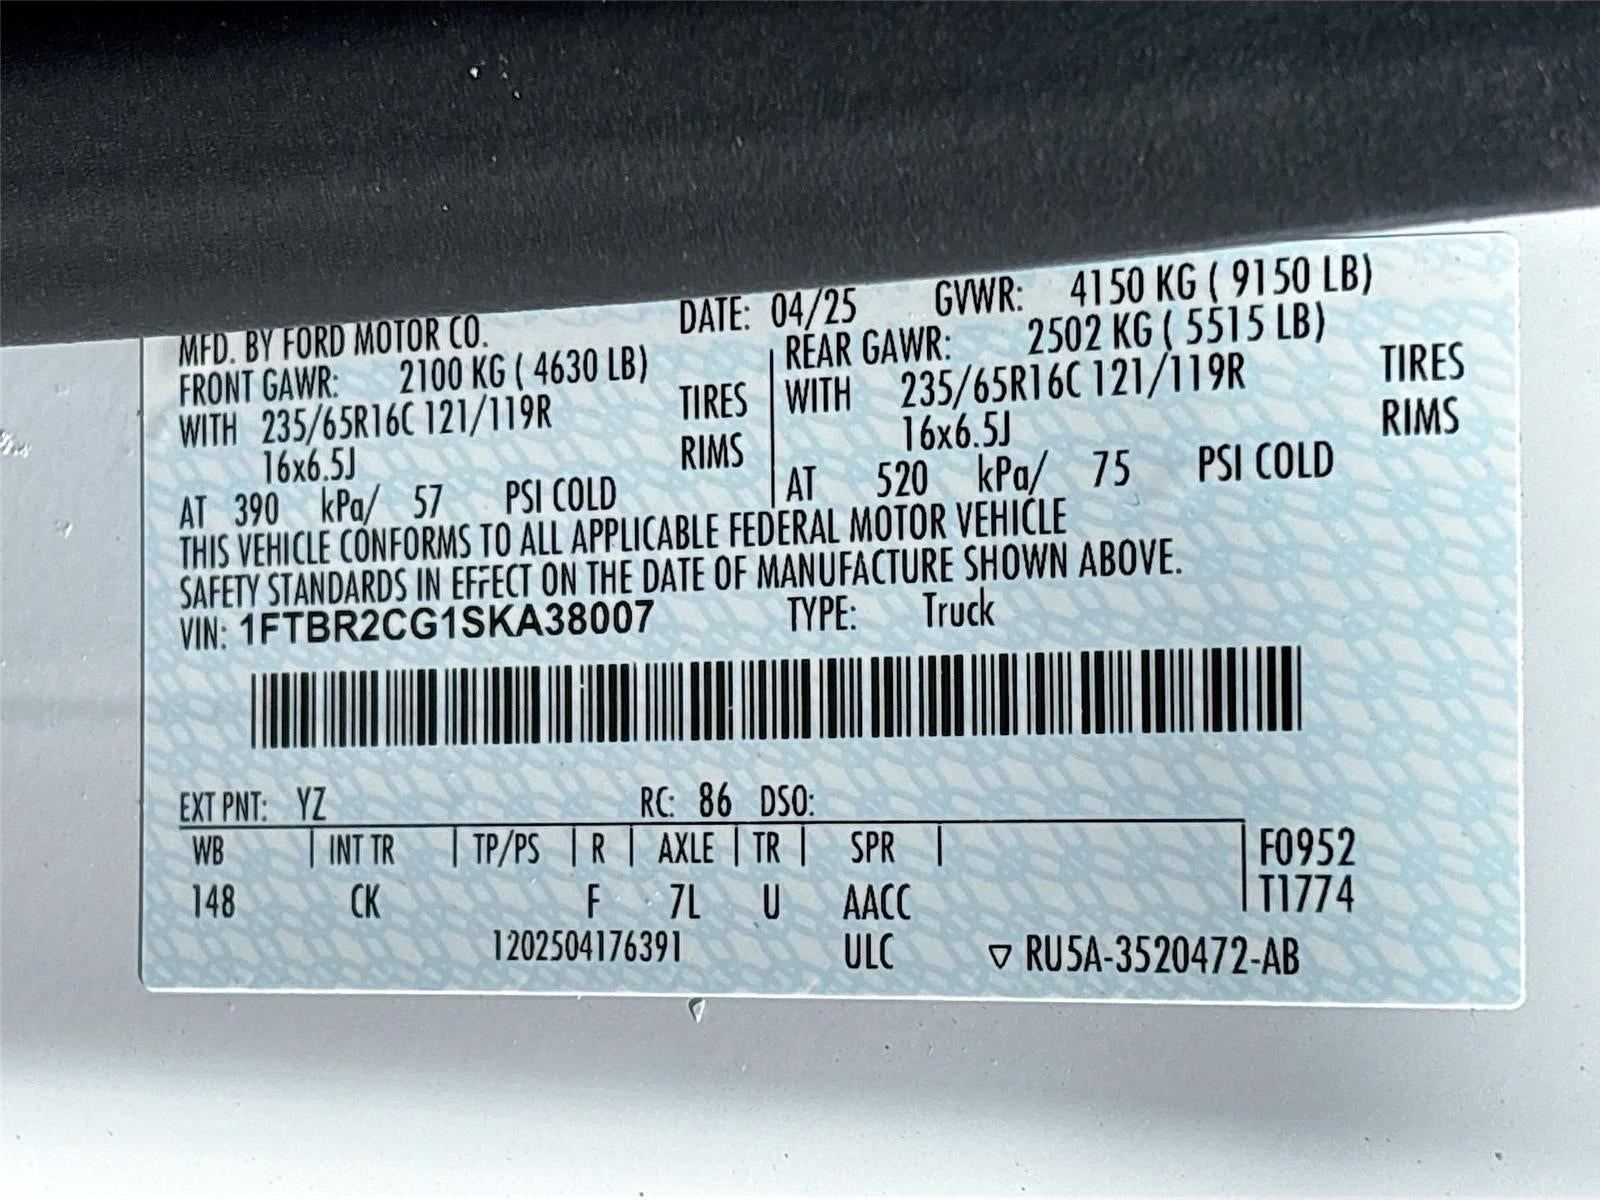 MFD. BY FORD MOTOR CO. DATE: 04/25 GVWR: 4150 KG ( 9150 LB)
FRONT GAWR: 2100 KG ( 4630 LB)
WITH 235/65R16C 121/119R TIRES
16x6.5J RIMS
AT 390 kPa/ 57 PSI COLD
REAR GAWR: 2502 KG ( 5515 LB)
WITH 235/65R16C 121/119R TIRES
16x6.5J RIMS
AT 520 kPa/ 75 PSI COLD
THIS VEHICLE CONFORMS TO ALL APPLICABLE FEDERAL MOTOR VEHICLE
SAFETY STANDARDS IN EFFECT ON THE DATE OF MANUFACTURE SHOWN ABOVE.
VIN: 1FTBR2CG1SKA38007 TYPE: Truck
EXT PNT: YZ RC: 86 DSO:
WB INT TR TP/PS R AXLE TR SPR F0952
148 CK F 7L U AACC T1774
1202504176391 ULC ▽ RU5A-3520472-AB